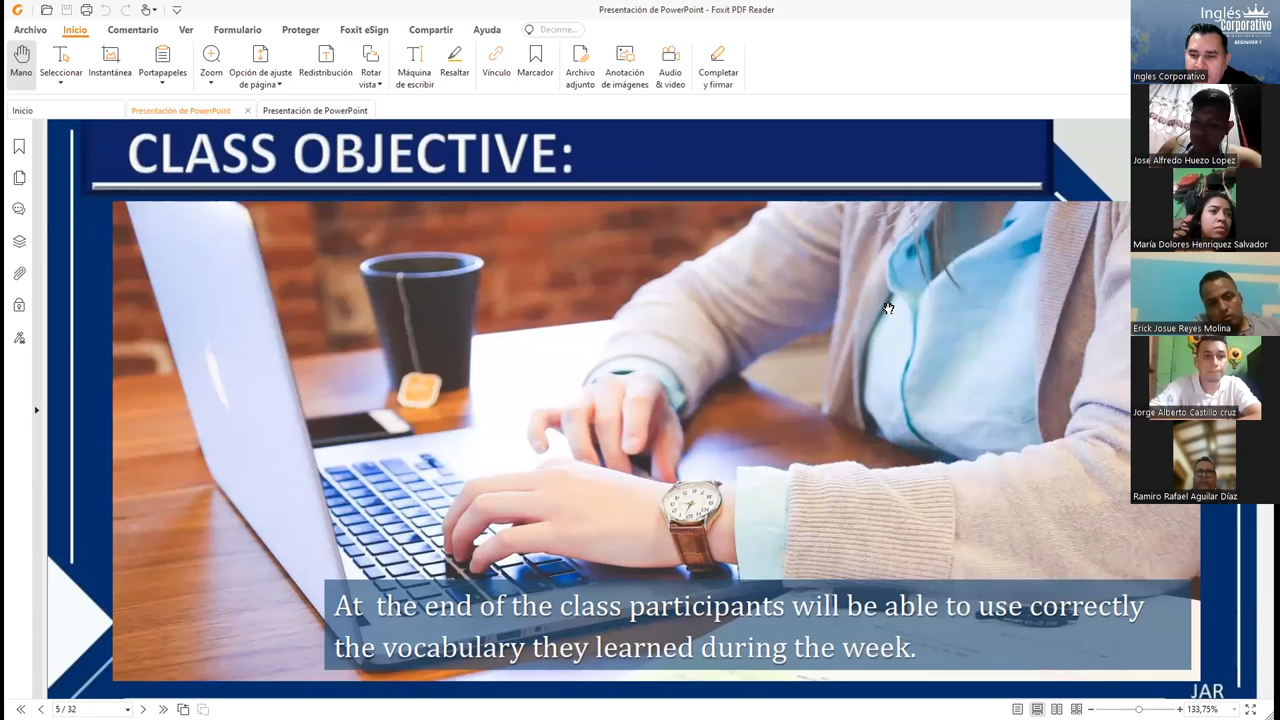 Presentación de PowerPoint - Foxit PDF Reader
Archivo Inicio Comentario Ver Formulario Proteger Foxit eSign Compartir Ayuda Decirme...
Mano
Seleccionar
Instantánea
Portapapeles
Zoom
Opción de ajuste
de página
Redistribución
Rotar
vista
Máquina
de escribir
Resaltar
Vínculo
Marcador
Archivo
adjunto
Anotación
de imágenes
Audio
& video
Completar
y firmar
Inicio
Presentación de PowerPoint
Presentación de PowerPoint
CLASS OBJECTIVE:
At the end of the class participants will be able to use correctly
the vocabulary they learned during the week.
JAR
5 / 32
133,75%
Inglés
Corporativo
BEGINNER 1
Ingles Corporativo
Jose Alfredo Huezo Lopez
María Dolores Henriquez Salvador
Erick Josue Reyes Molina
Jorge Alberto Castillo cruz
Ramiro Rafael Aguilar Díaz